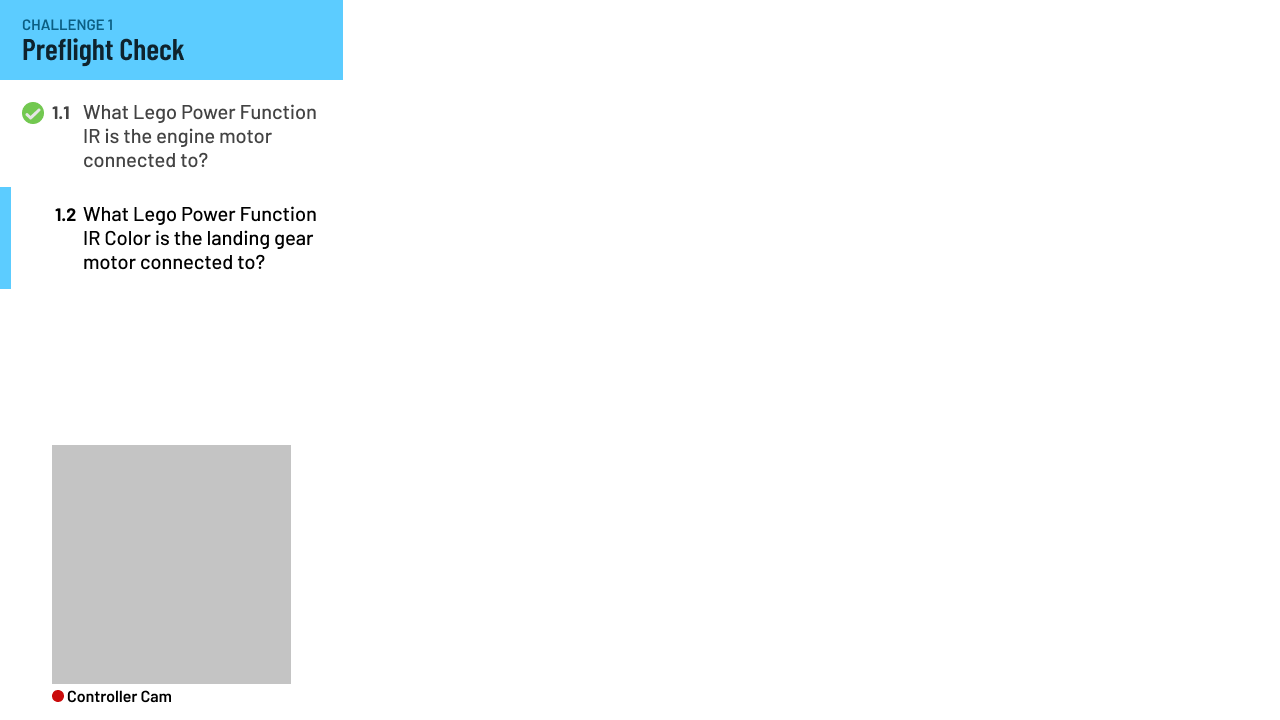 CHALLENGE 1
Preflight Check
1.1 What Lego Power Function
IR is the engine motor
connected to?
1.2 What Lego Power Function
IR Color is the landing gear
motor connected to?
Controller Cam